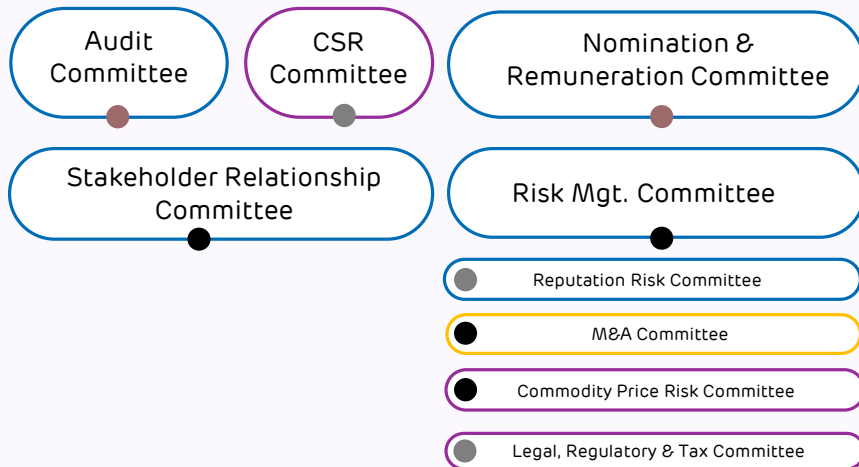 Audit
Committee
CSR
Committee
Nomination &
Remuneration Committee
Stakeholder Relationship
Committee
Risk Mgt. Committee
Reputation Risk Committee
M&A Committee
Commodity Price Risk Committee
Legal, Regulatory & Tax Committee